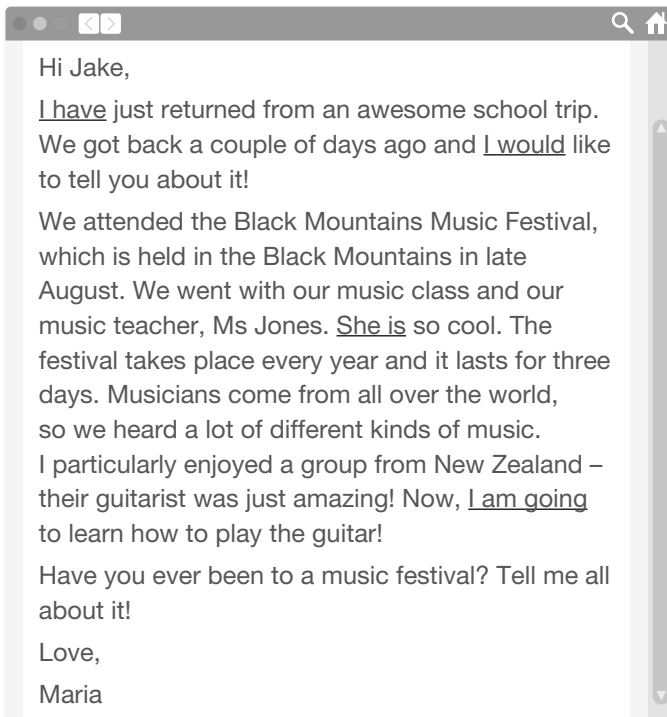 Hi Jake,
I have just returned from an awesome school trip.
We got back a couple of days ago and I would like
to tell you about it!
We attended the Black Mountains Music Festival,
which is held in the Black Mountains in late
August. We went with our music class and our
music teacher, Ms Jones. She is so cool. The
festival takes place every year and it lasts for three
days. Musicians come from all over the world,
so we heard a lot of different kinds of music.
I particularly enjoyed a group from New Zealand –
their guitarist was just amazing! Now, I am going
to learn how to play the guitar!
Have you ever been to a music festival? Tell me all
about it!
Love,
Maria